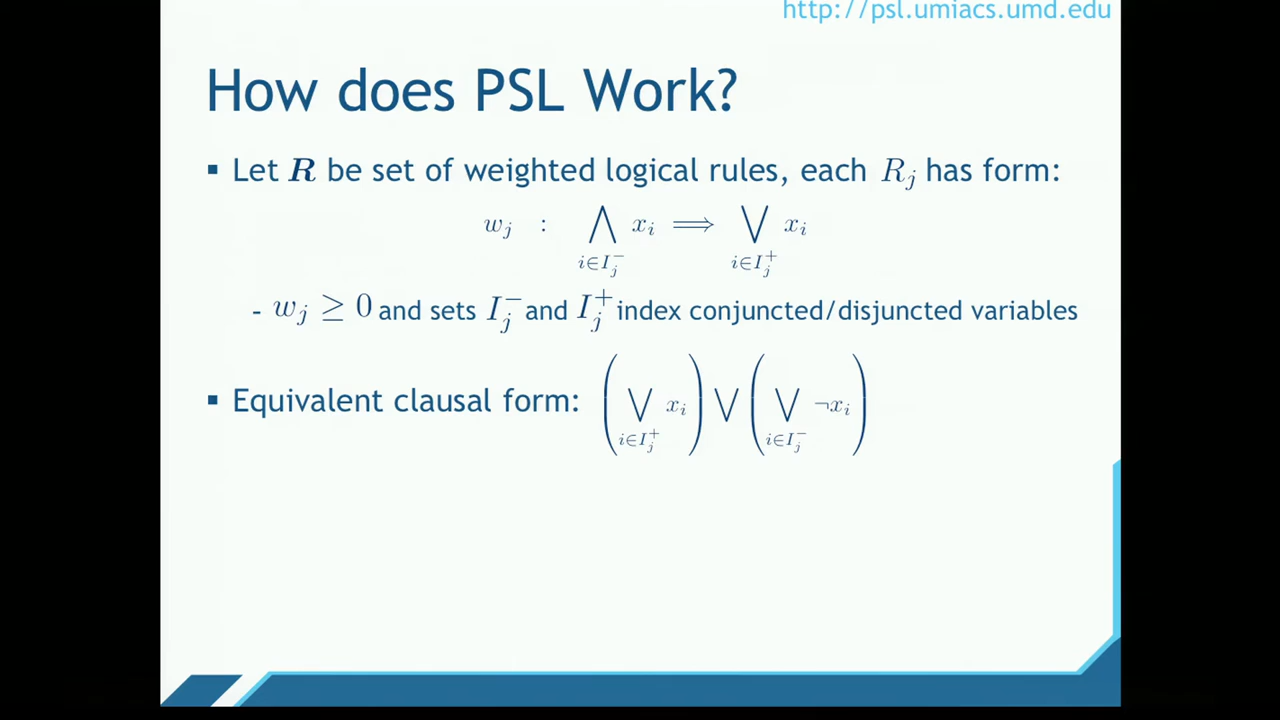 http://psl.umiacs.umd.edu
How does PSL Work?
▪ Let R be set of weighted logical rules, each R_j has form:
w_j : ⋀_{i∈I_j^-} x_i ⟹ ⋁_{i∈I_j^+} x_i
- w_j ≥ 0 and sets I_j^- and I_j^+ index conjuncted/disjuncted variables
▪ Equivalent clausal form: (⋁_{i∈I_j^+} x_i) ⋁ (⋁_{i∈I_j^-} ¬x_i)